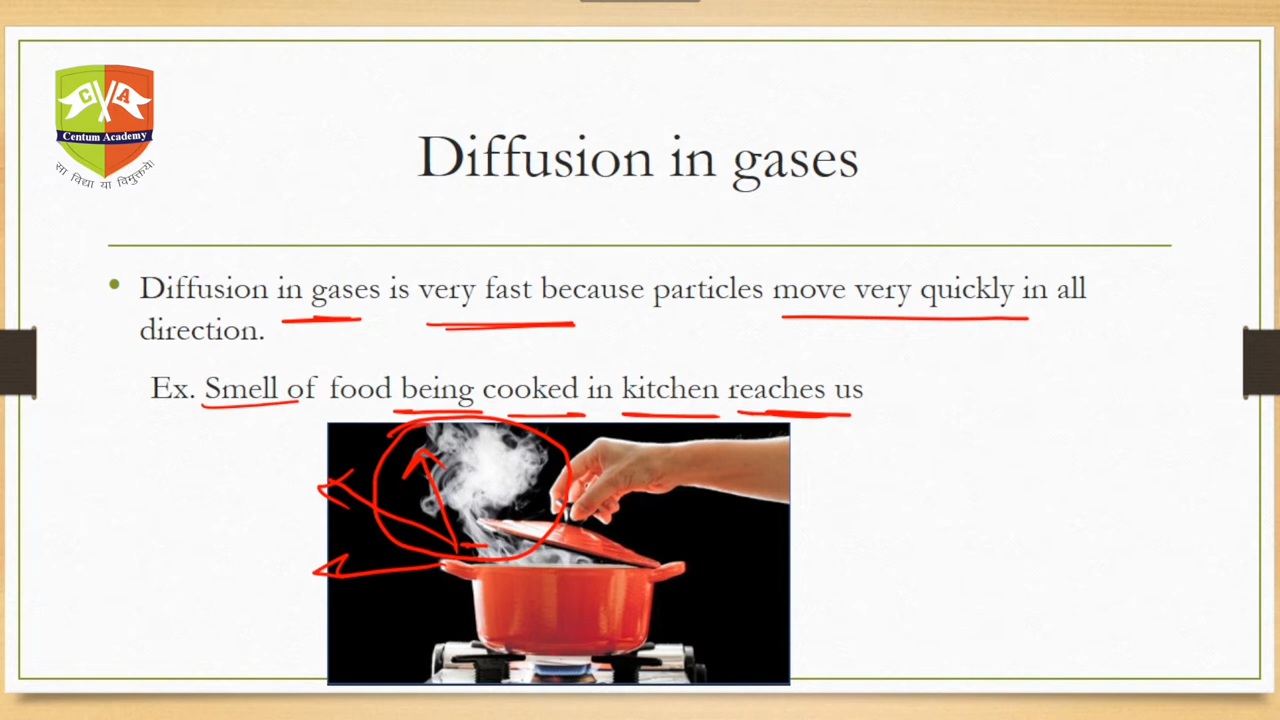 C A
Centum Academy
सा विद्या या विमुक्तये।
Diffusion in gases
• Diffusion in gases is very fast because particles move very quickly in all
direction.
Ex. Smell of food being cooked in kitchen reaches us